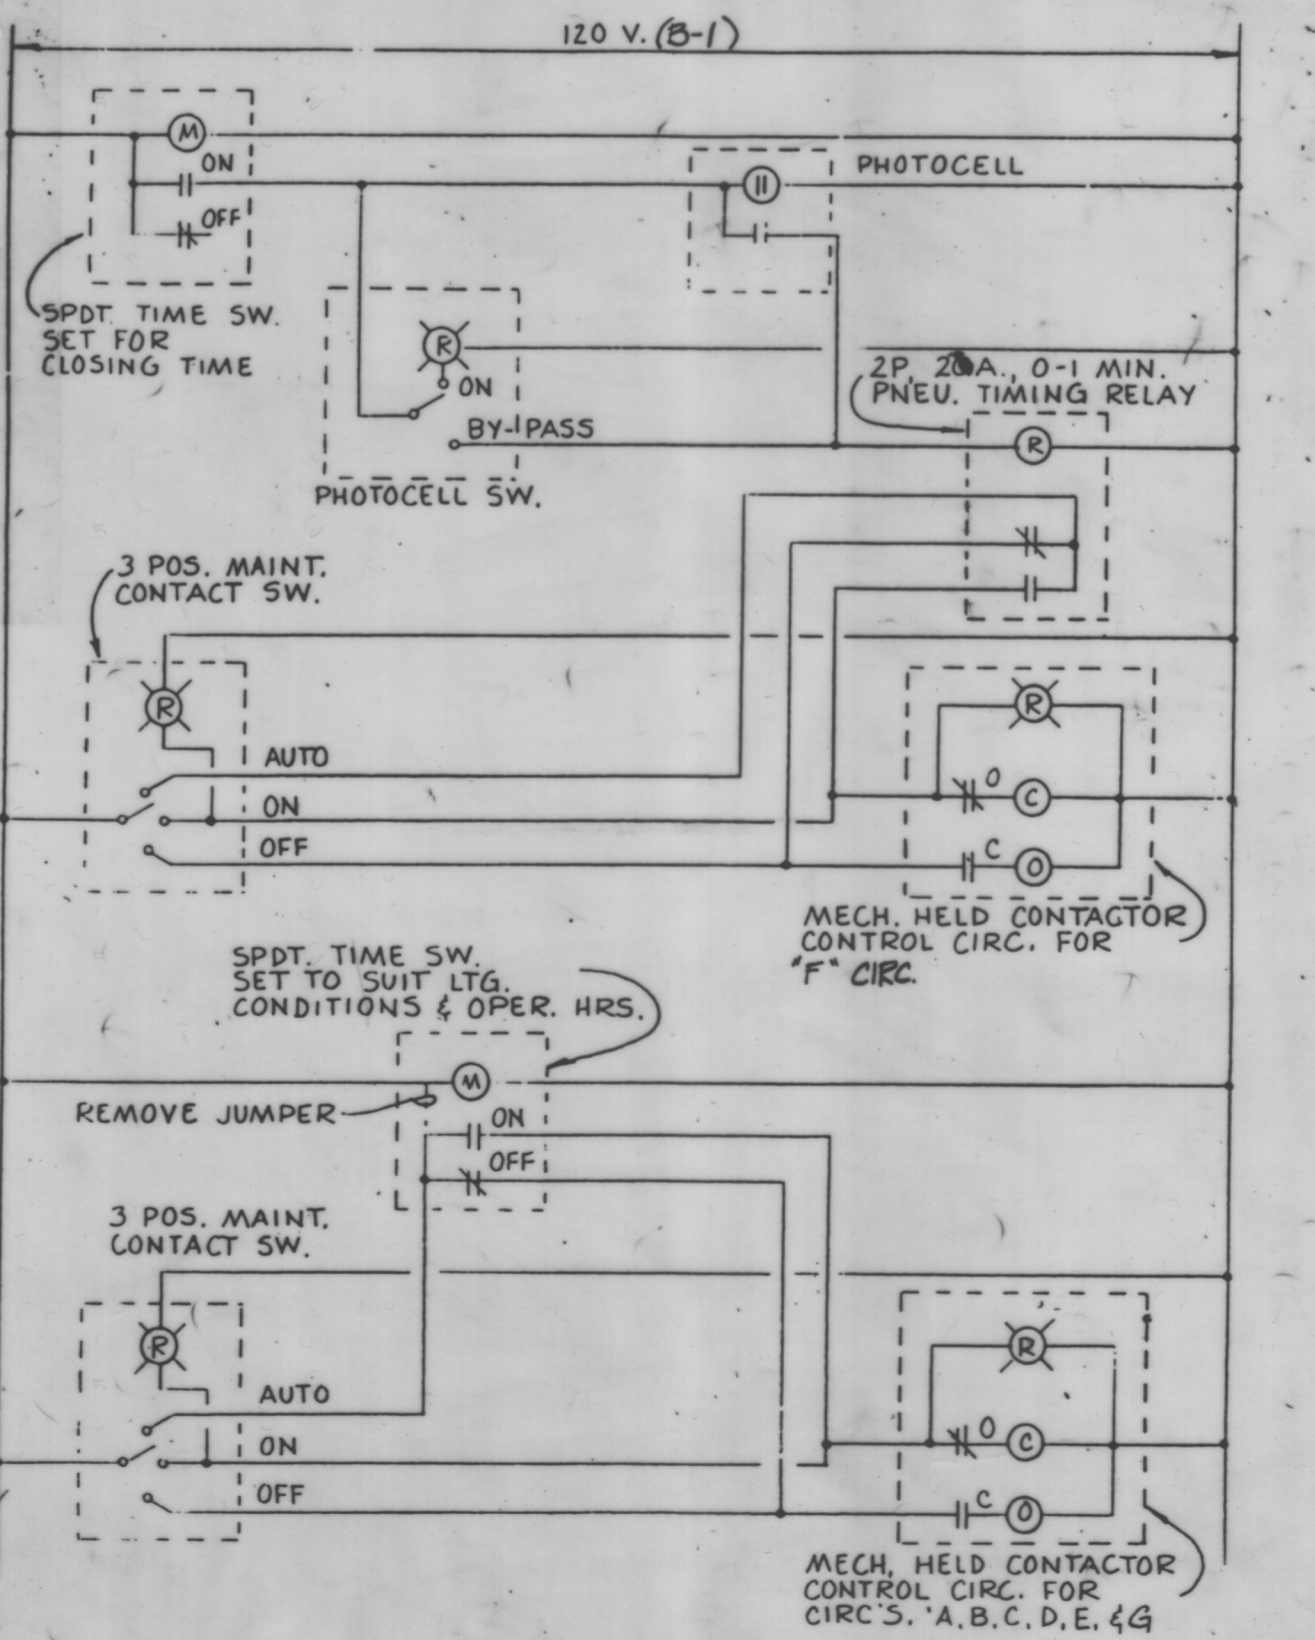 120 V. (B-1)
M
ON
OFF
PHOTOCELL
SPDT. TIME SW.
SET FOR
CLOSING TIME
R
ON
BY-PASS
PHOTOCELL SW.
2P, A., 0-1 MIN.
PNEU. TIMING RELAY
R
3 POS. MAINT.
CONTACT SW.
R
AUTO
ON
OFF
R
O
C
C
O
MECH. HELD CONTACTOR
CONTROL CIRC. FOR
"F" CIRC.
SPDT. TIME SW.
SET TO SUIT LTG.
CONDITIONS & OPER. HRS.
M
REMOVE JUMPER
ON
OFF
3 POS. MAINT.
CONTACT SW.
R
AUTO
ON
OFF
R
O
C
C
O
MECH. HELD CONTACTOR
CONTROL CIRC. FOR
CIRC'S. 'A.B.C.D.E. & G